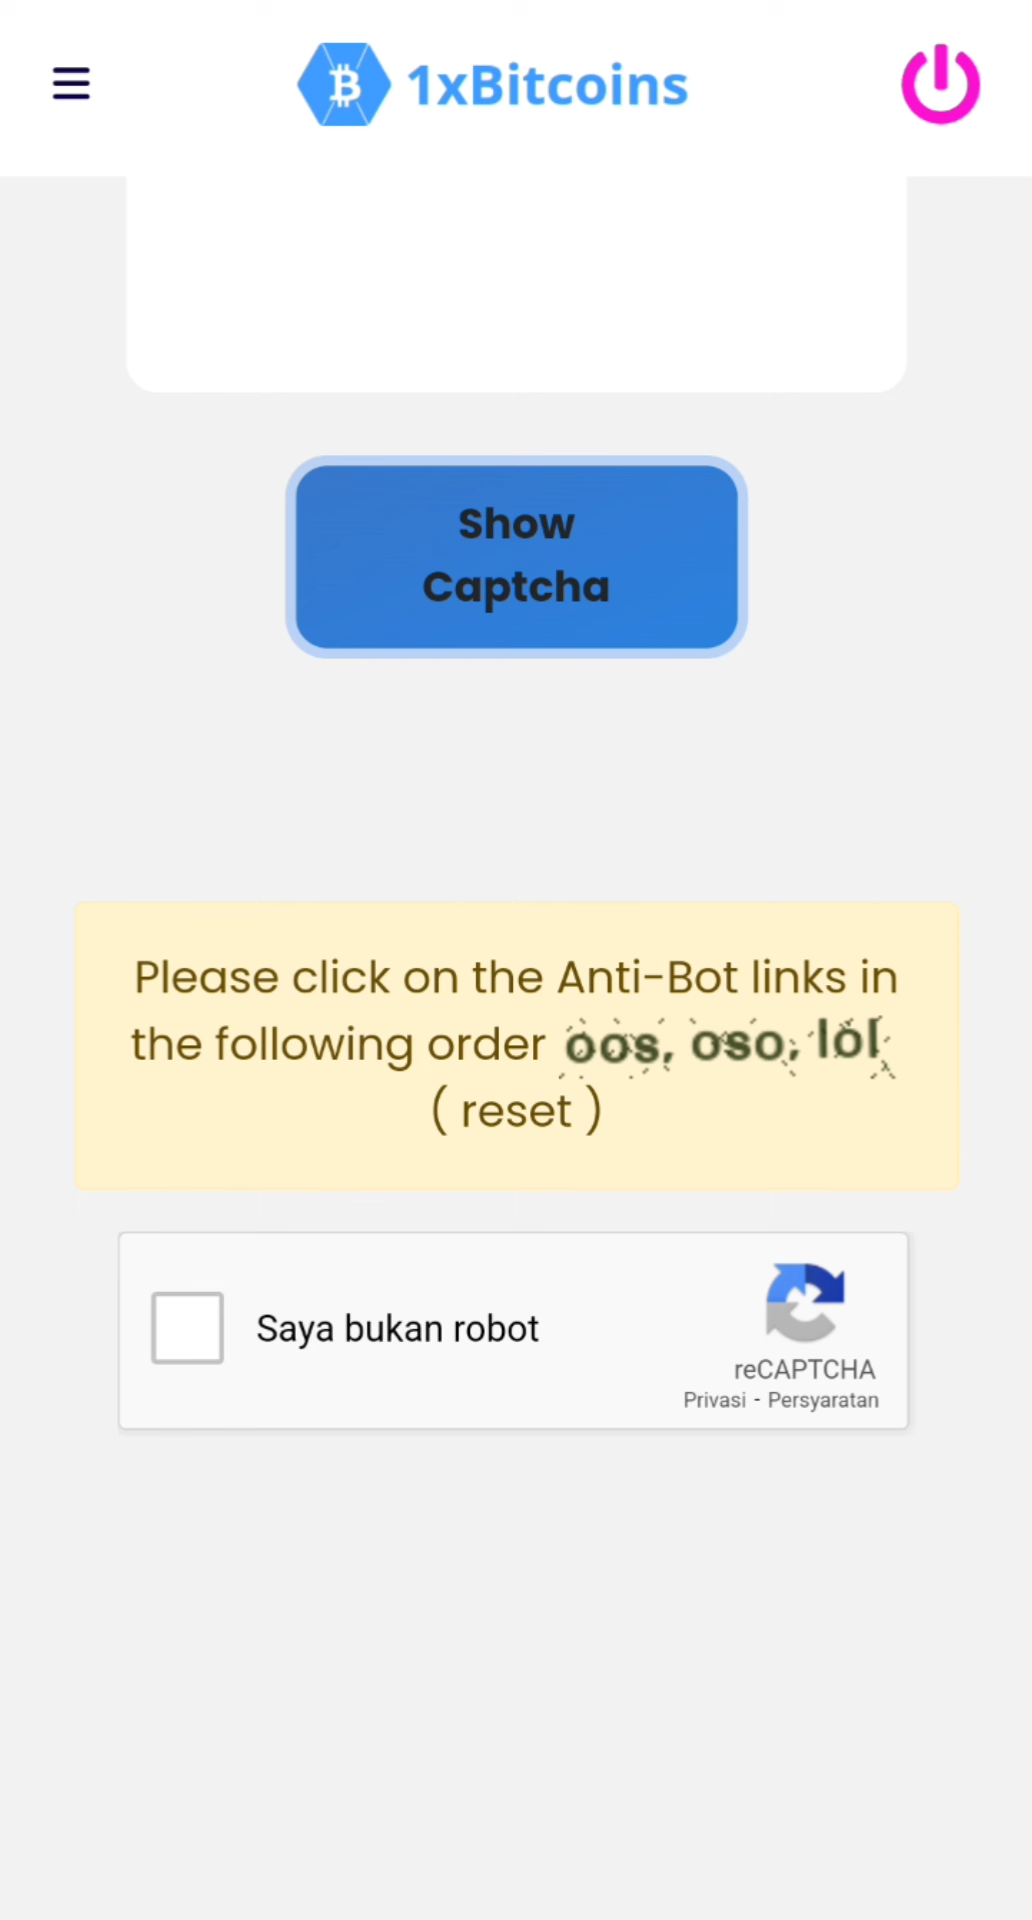 1xBitcoins
Show
Captcha
Please click on the Anti-Bot links in
the following order oos, oso, lol
( reset )
Saya bukan robot
reCAPTCHA
Privasi - Persyaratan